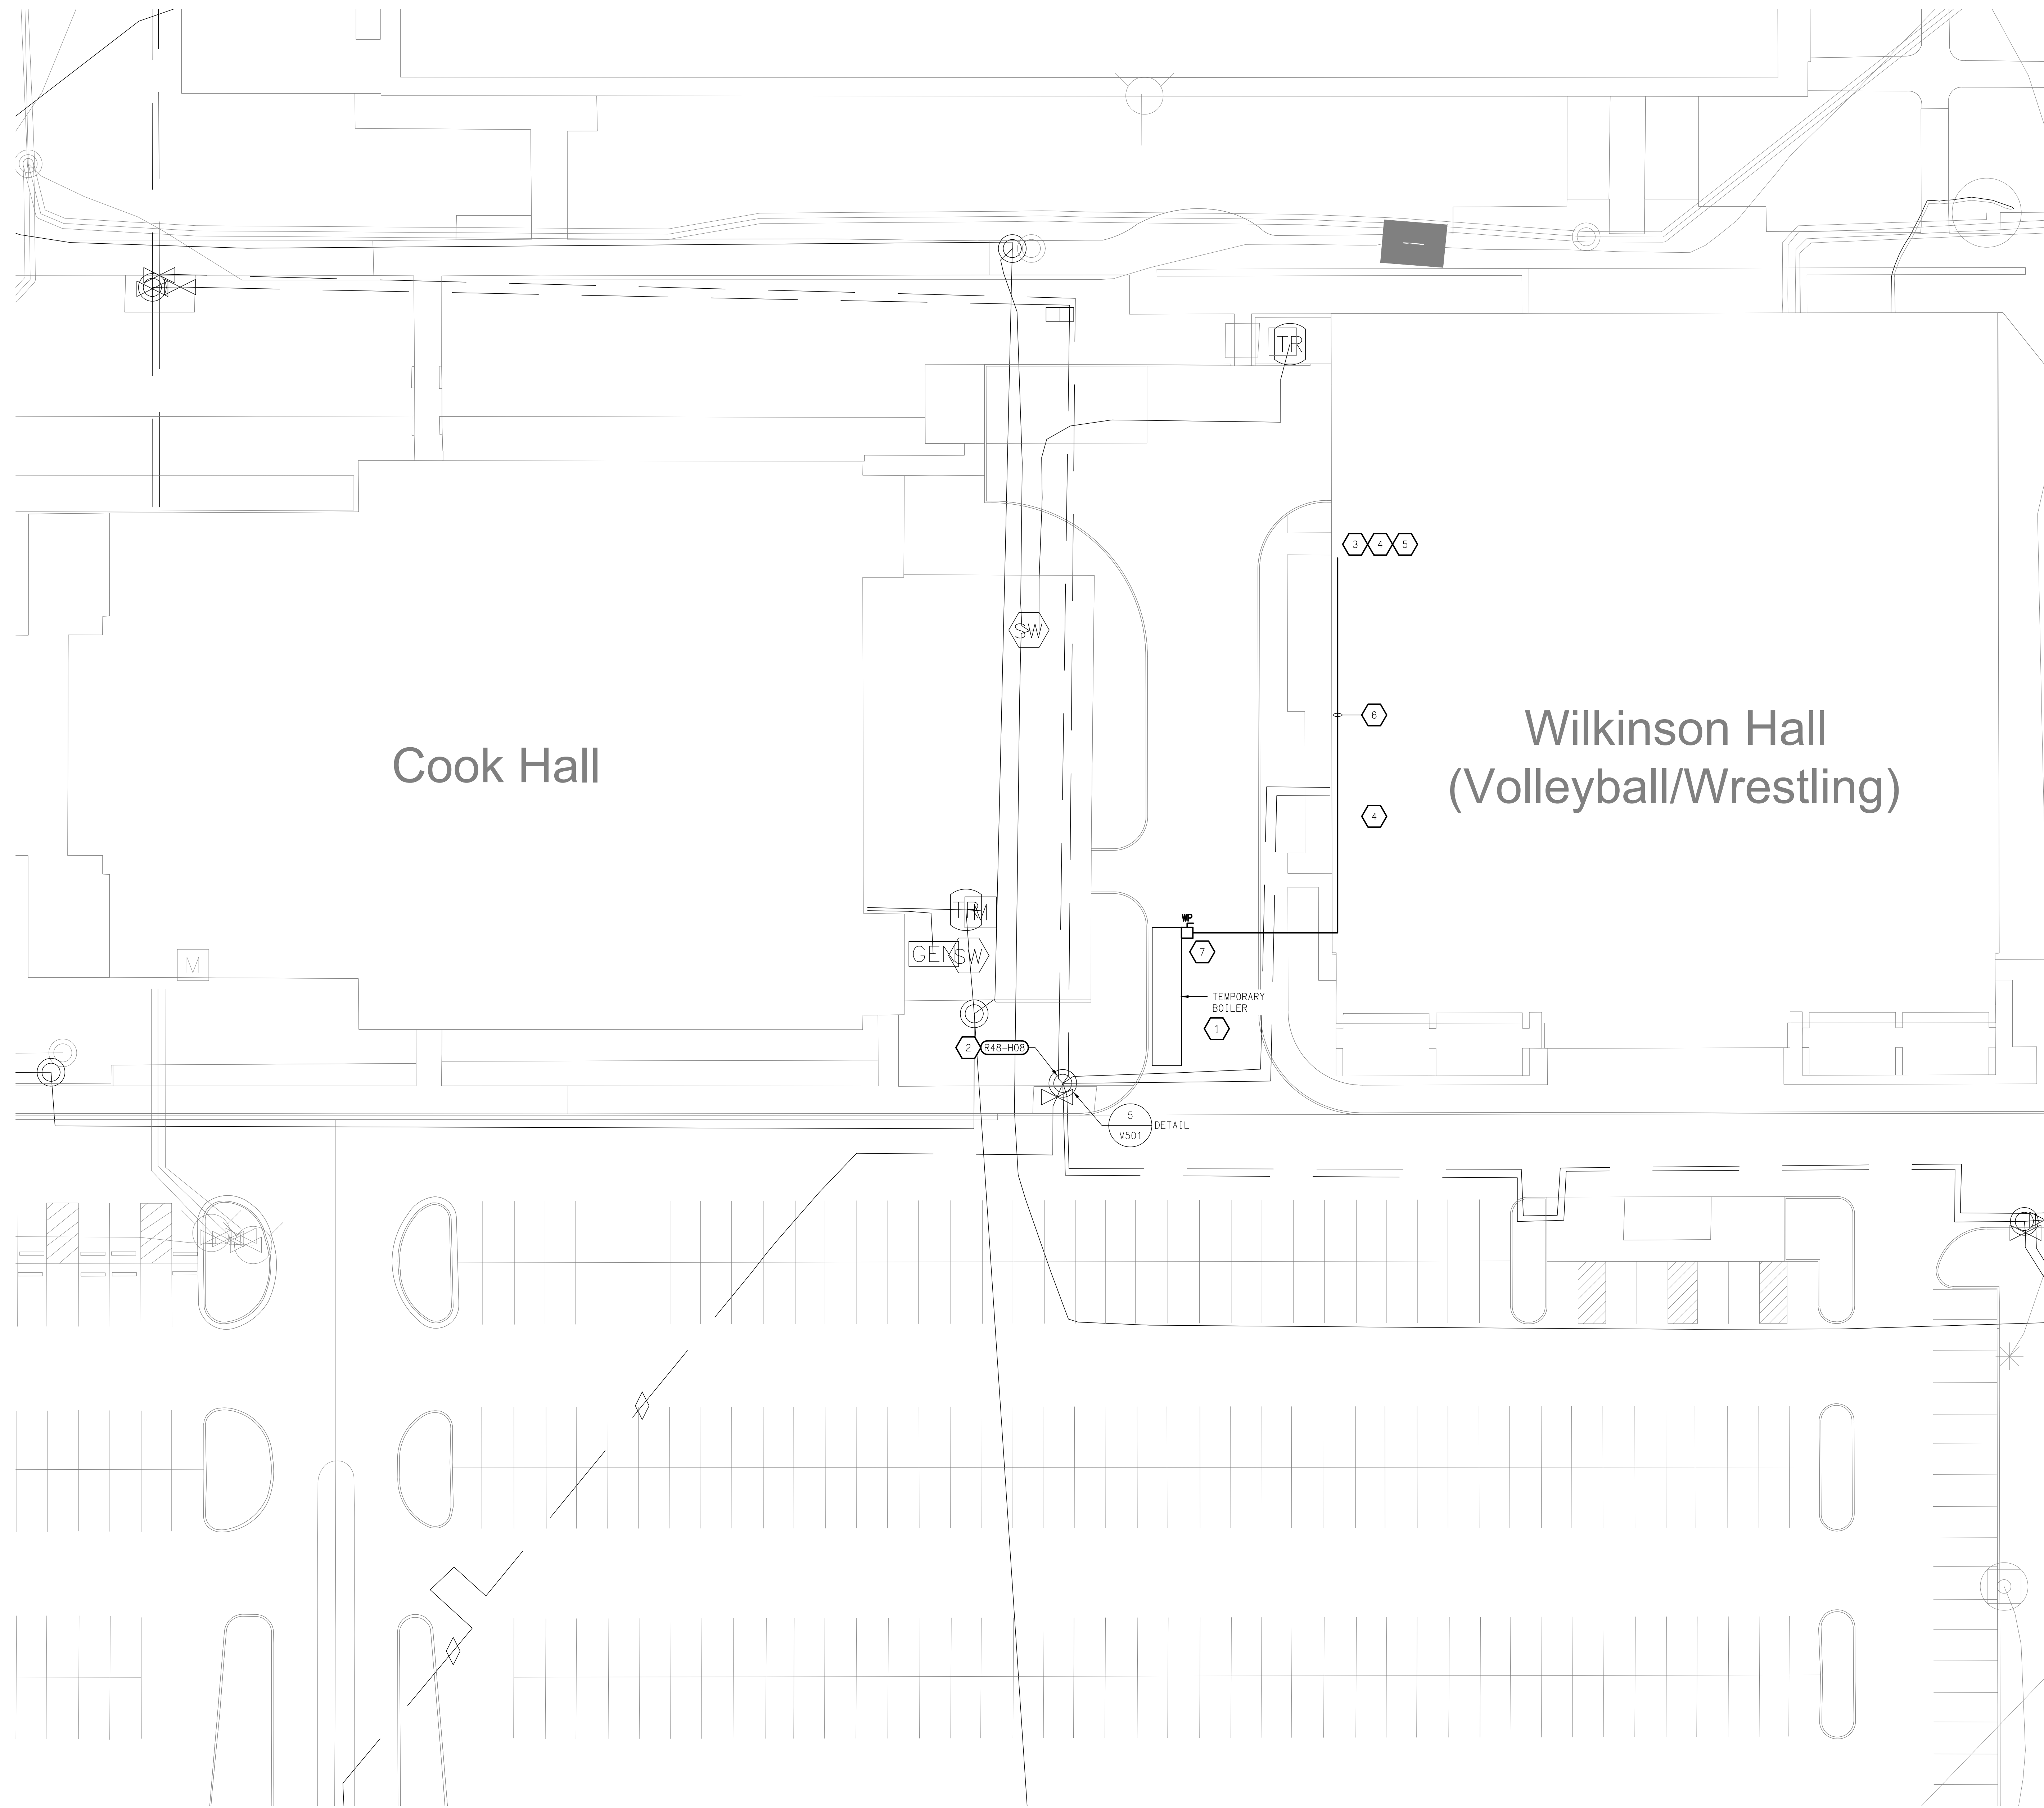 TR
3 4 5
SW
6
Wilkinson Hall
(Volleyball/Wrestling)
Cook Hall
4
TR M
WP
GEN SW
7
M
TEMPORARY
BOILER
1
2 R48-H08
5
M501
DETAIL